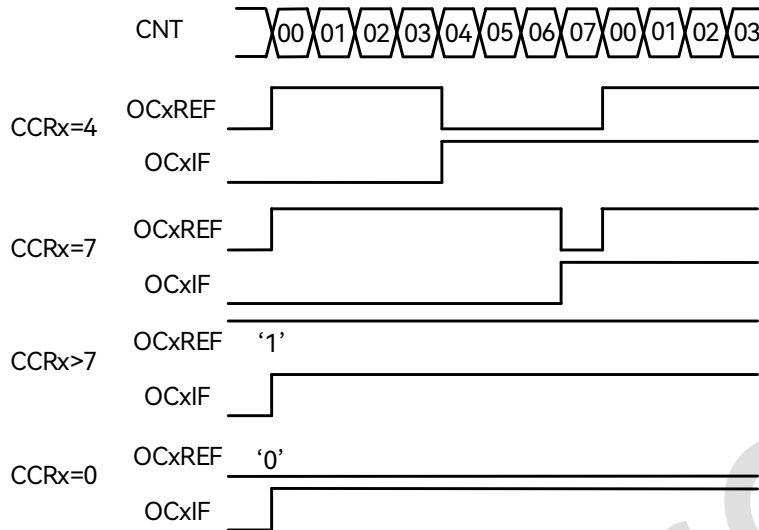 CNT 00 01 02 03 04 05 06 07 00 01 02 03
OCxREF
CCRx=4
OCxIF
OCxREF
CCRx=7
OCxIF
OCxREF ‘1’
CCRx>7
OCxIF
OCxREF ‘0’
CCRx=0
OCxIF